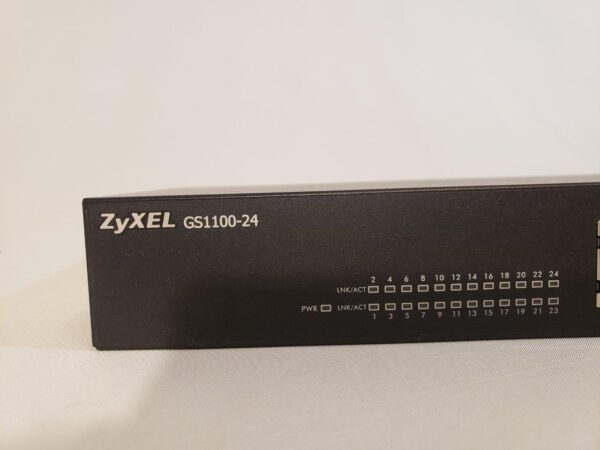 ZyXEL GS1100-24
2 4 6 8 10 12 14 16 18 20 22 24
LNK/ACT
PWR LNK/ACT
1 3 5 7 9 11 13 15 17 19 21 23